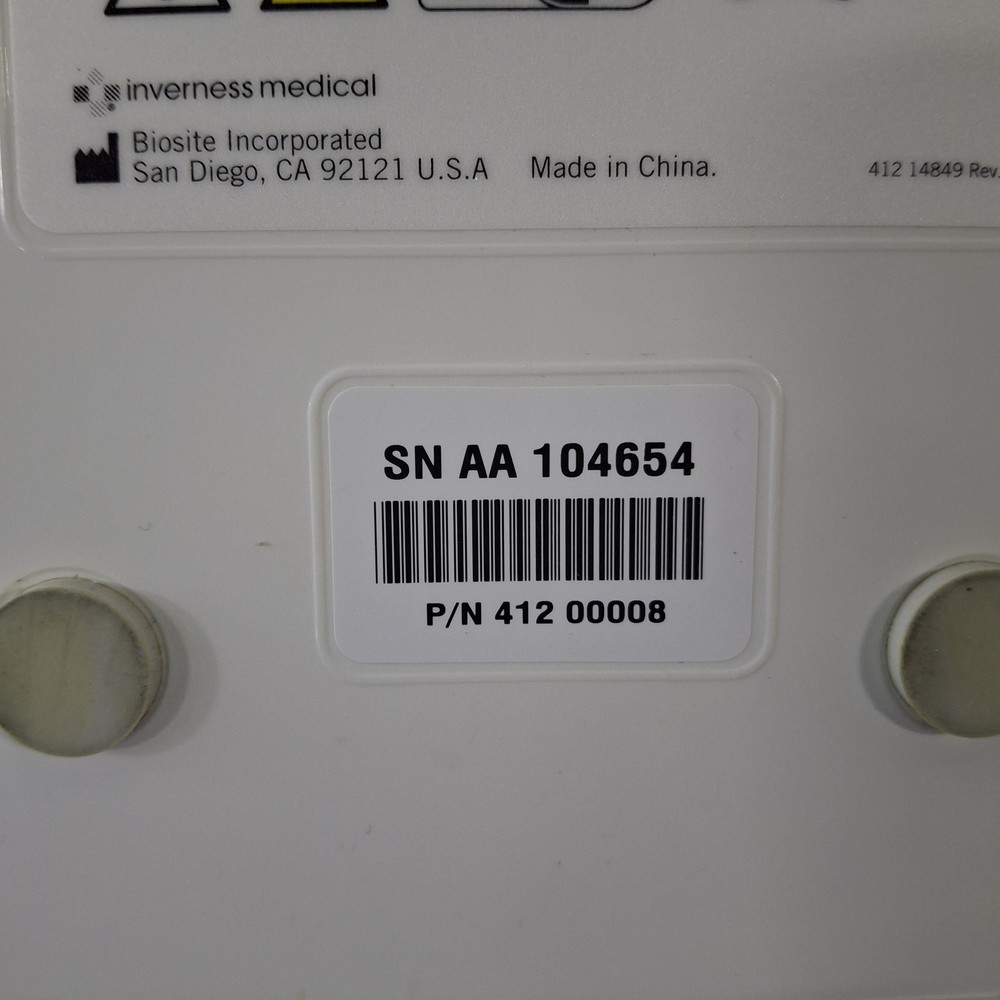 inverness medical
Biosite Incorporated
San Diego, CA 92121 U.S.A Made in China.
412 14849 Rev.
SN AA 104654
P/N 412 00008